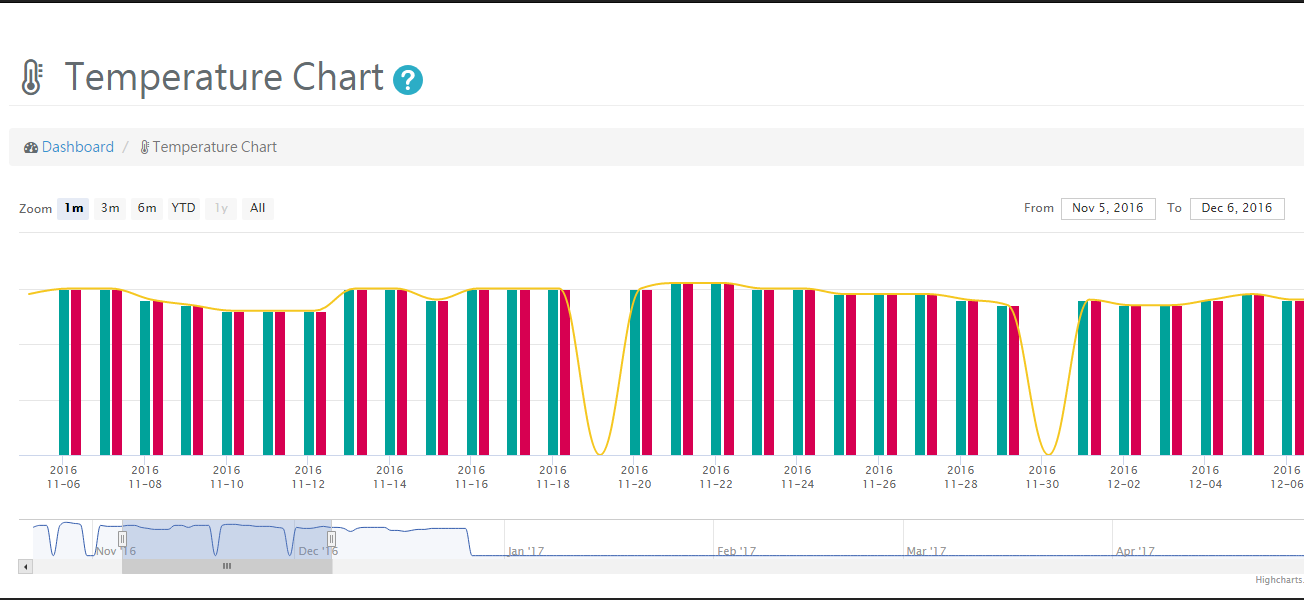 Temperature Chart ?
Dashboard / Temperature Chart
Zoom 1m 3m 6m YTD 1y All From Nov 5, 2016 To Dec 6, 2016
2016 2016 2016 2016 2016 2016 2016 2016 2016 2016 2016 2016 2016 2016 2016 2016
11-06 11-08 11-10 11-12 11-14 11-16 11-18 11-20 11-22 11-24 11-26 11-28 11-30 12-02 12-04 12-06
Nov '16 Dec '16 Jan '17 Feb '17 Mar '17 Apr '17
Highcharts.